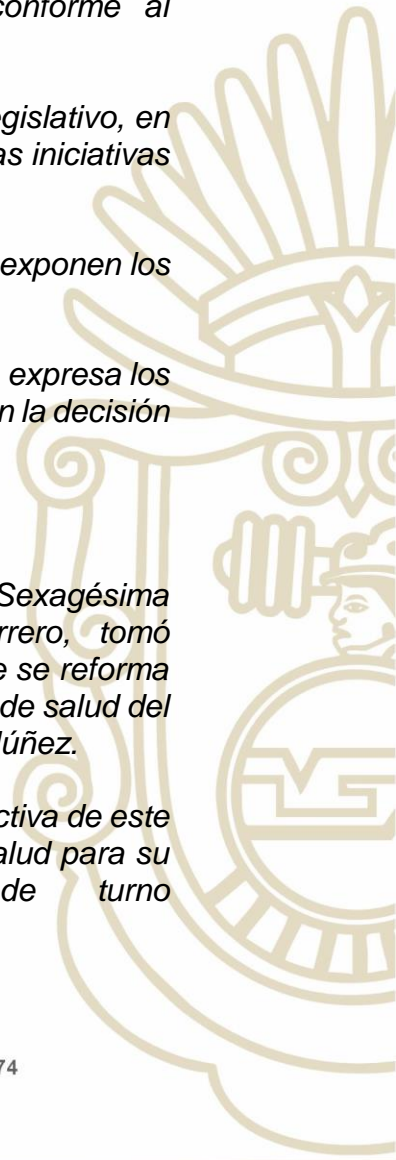 conforme al
egislativo, en
as iniciativas
exponen los
expresa los
n la decisión
Sexagésima
rrero, tomó
e se reforma
de salud del
lúñez.
ctiva de este
alud para su
de turno
74